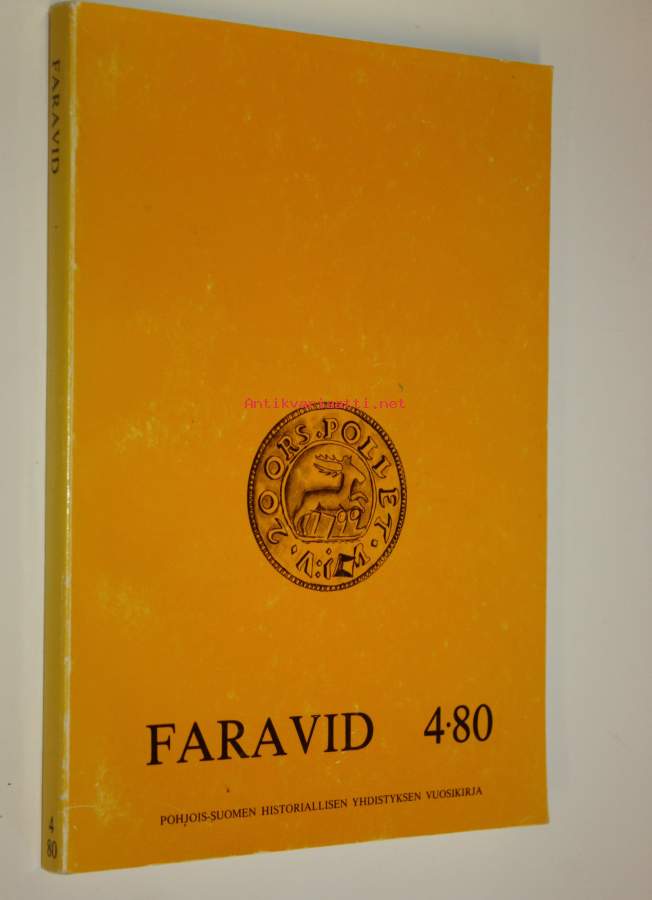 FARAVID
4
80
Antikvariaatti.net
20 ORS. POLLET.
1792
FARAVID 4·80
POHJOIS-SUOMEN HISTORIALLISEN YHDISTYKSEN VUOSIKIRJA